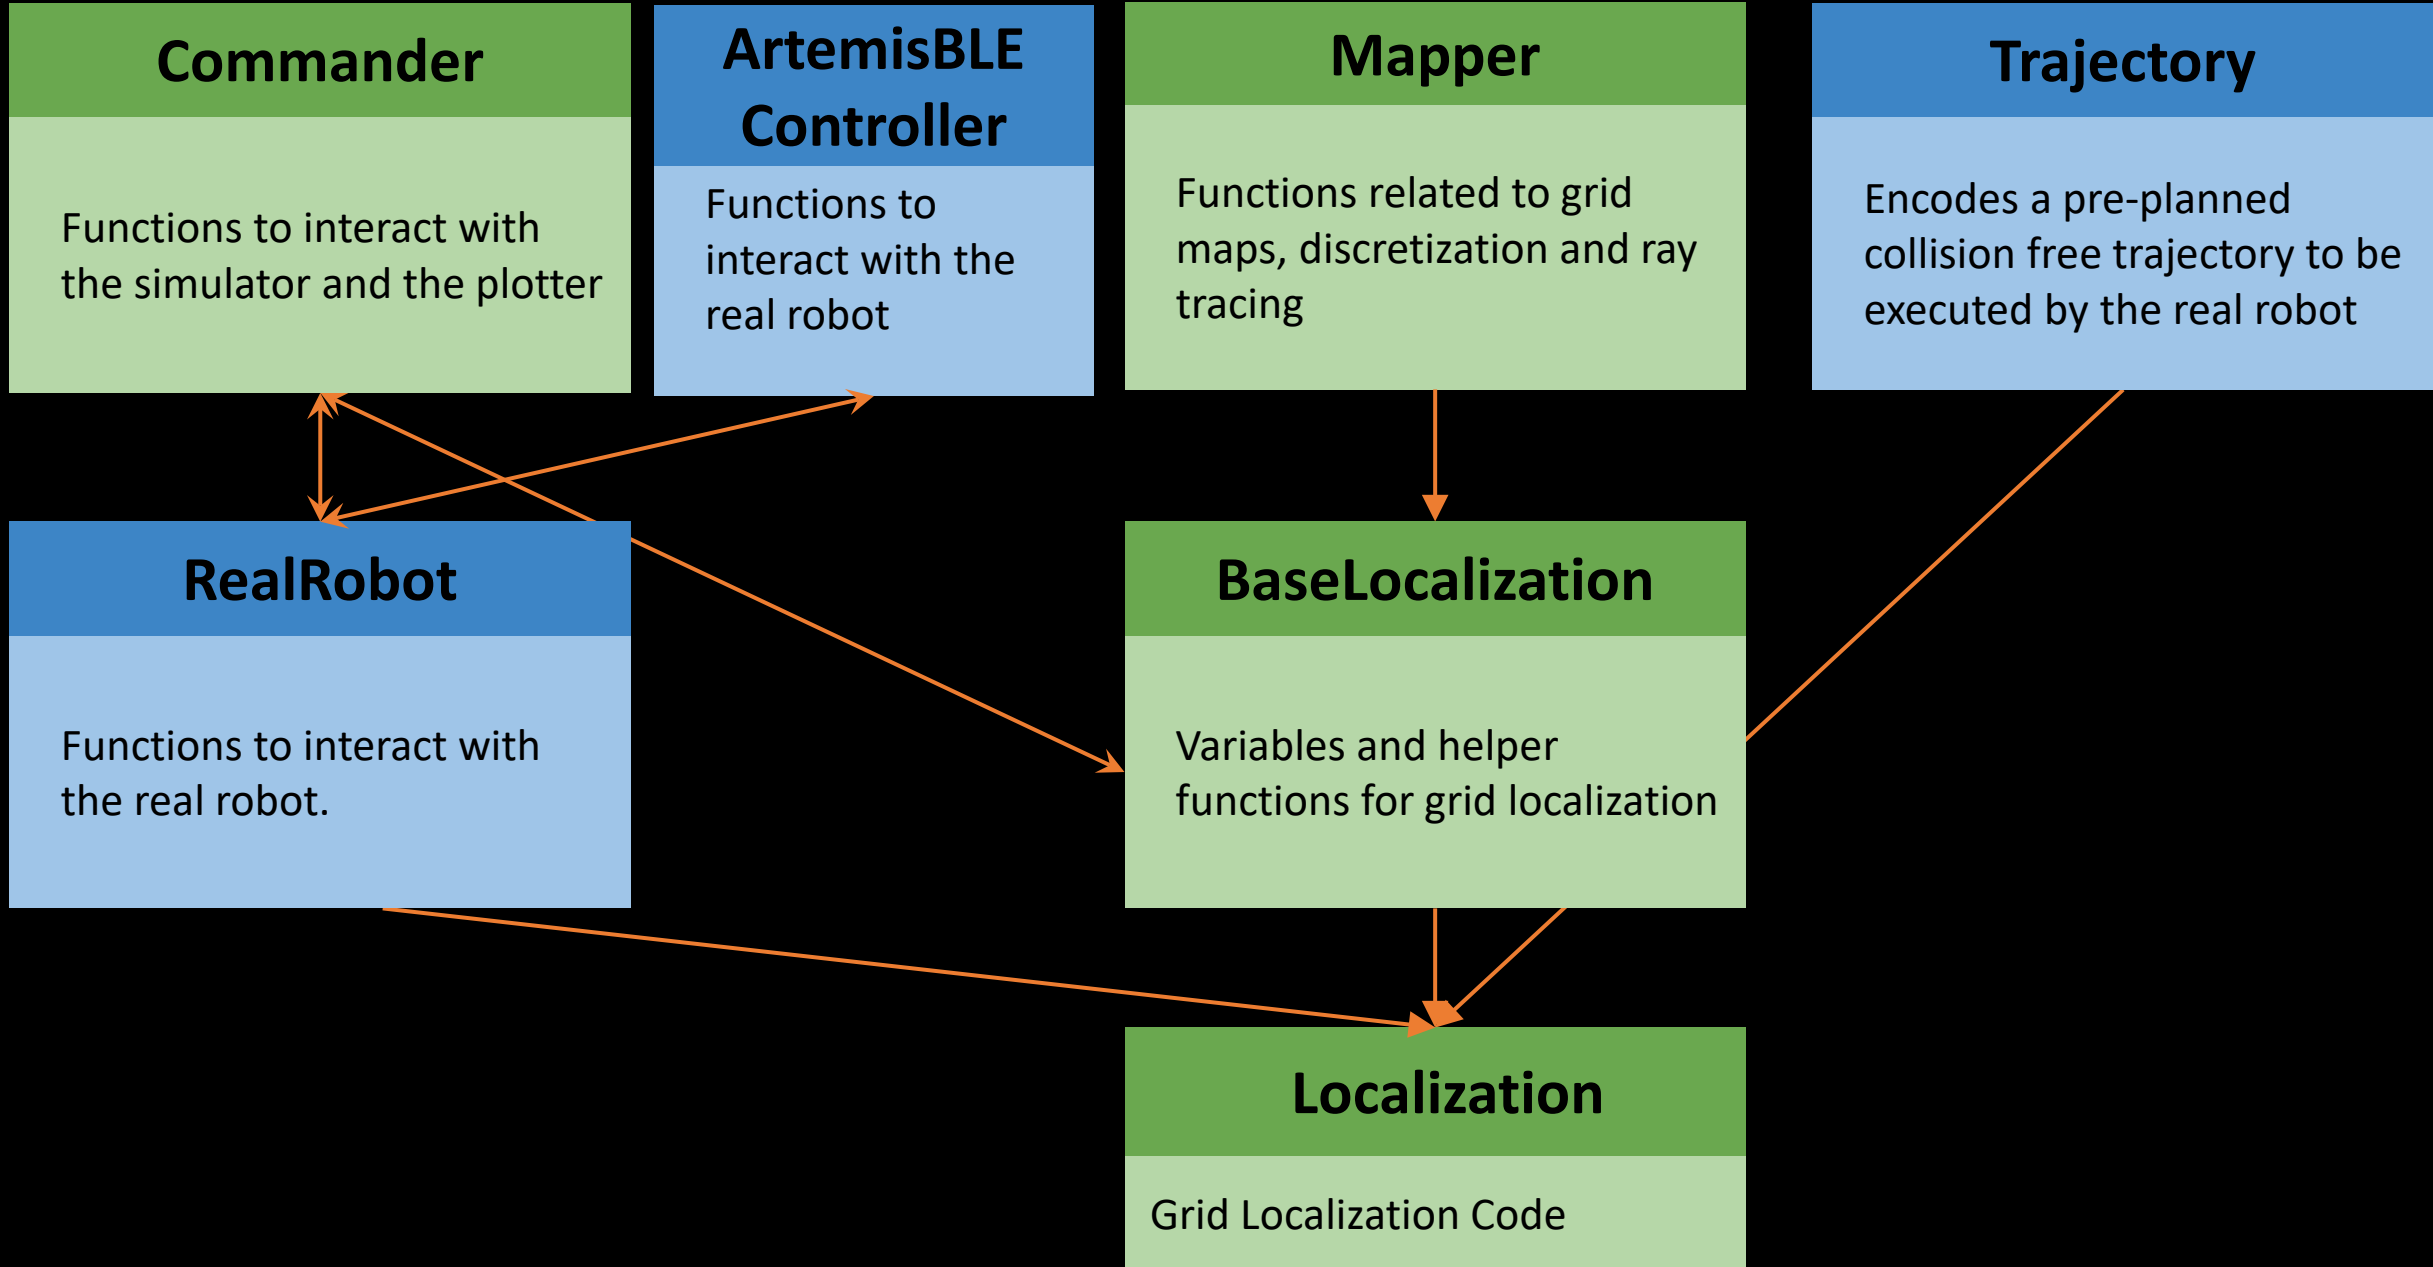 Commander
Functions to interact with
the simulator and the plotter
ArtemisBLE
Controller
Functions to
interact with the
real robot
Mapper
Functions related to grid
maps, discretization and ray
tracing
Trajectory
Encodes a pre-planned
collision free trajectory to be
executed by the real robot
RealRobot
Functions to interact with
the real robot.
BaseLocalization
Variables and helper
functions for grid localization
Localization
Grid Localization Code